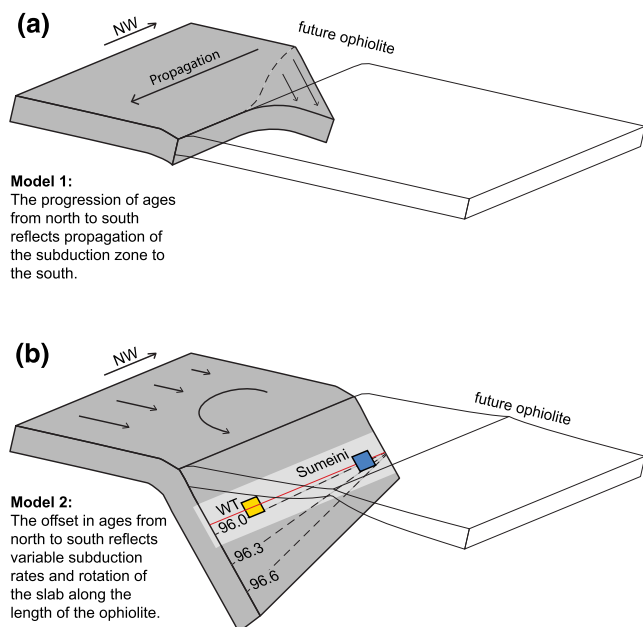 (a)
NW
future ophiolite
Propagation
Model 1:
The progression of ages
from north to south
reflects propagation of
the subduction zone to
the south.
(b)
NW
future ophiolite
Sumeini
WT
96.0
96.3
96.6
Model 2:
The offset in ages from
north to south reflects
variable subduction
rates and rotation of
the slab along the
length of the ophiolite.